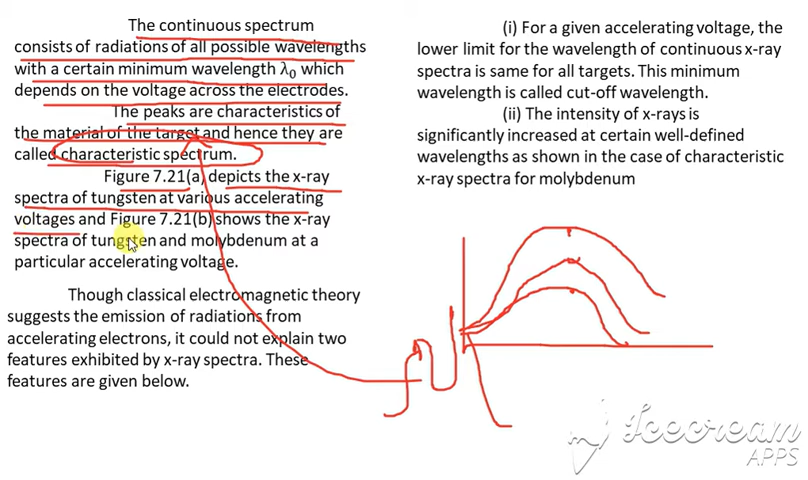 The continuous spectrum
consists of radiations of all possible wavelengths
with a certain minimum wavelength λ₀ which
depends on the voltage across the electrodes.
The peaks are characteristics of
the material of the target and hence they are
called characteristic spectrum.
Figure 7.21(a) depicts the x-ray
spectra of tungsten at various accelerating
voltages and Figure 7.21(b) shows the x-ray
spectra of tungsten and molybdenum at a
particular accelerating voltage.
Though classical electromagnetic theory
suggests the emission of radiations from
accelerating electrons, it could not explain two
features exhibited by x-ray spectra. These
features are given below.
(i) For a given accelerating voltage, the
lower limit for the wavelength of continuous x-ray
spectra is same for all targets. This minimum
wavelength is called cut-off wavelength.
(ii) The intensity of x-rays is
significantly increased at certain well-defined
wavelengths as shown in the case of characteristic
x-ray spectra for molybdenum
Icecream
APPS